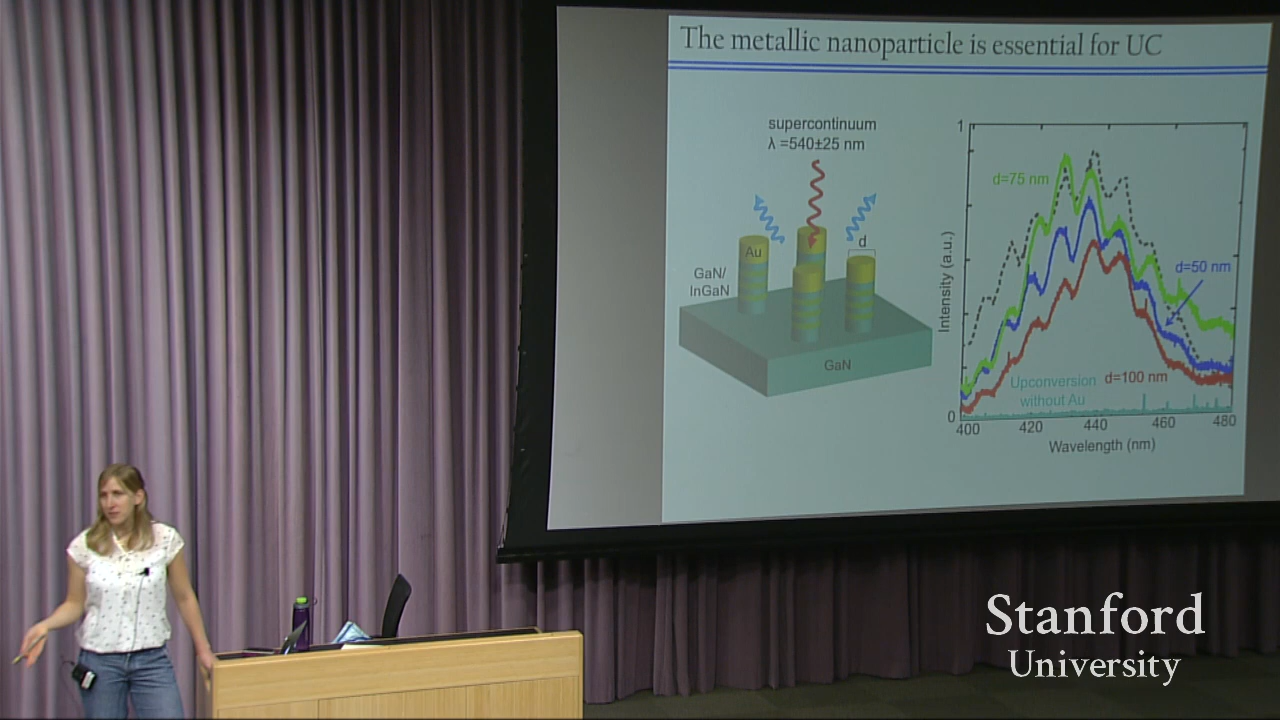 The metallic nanoparticle is essential for UC
supercontinuum
λ =540±25 nm
Au
d
GaN/
InGaN
GaN
1
Intensity (a.u.)
0
d=75 nm
d=50 nm
Upconversion
without Au
d=100 nm
400 420 440 460 480
Wavelength (nm)
Stanford
University